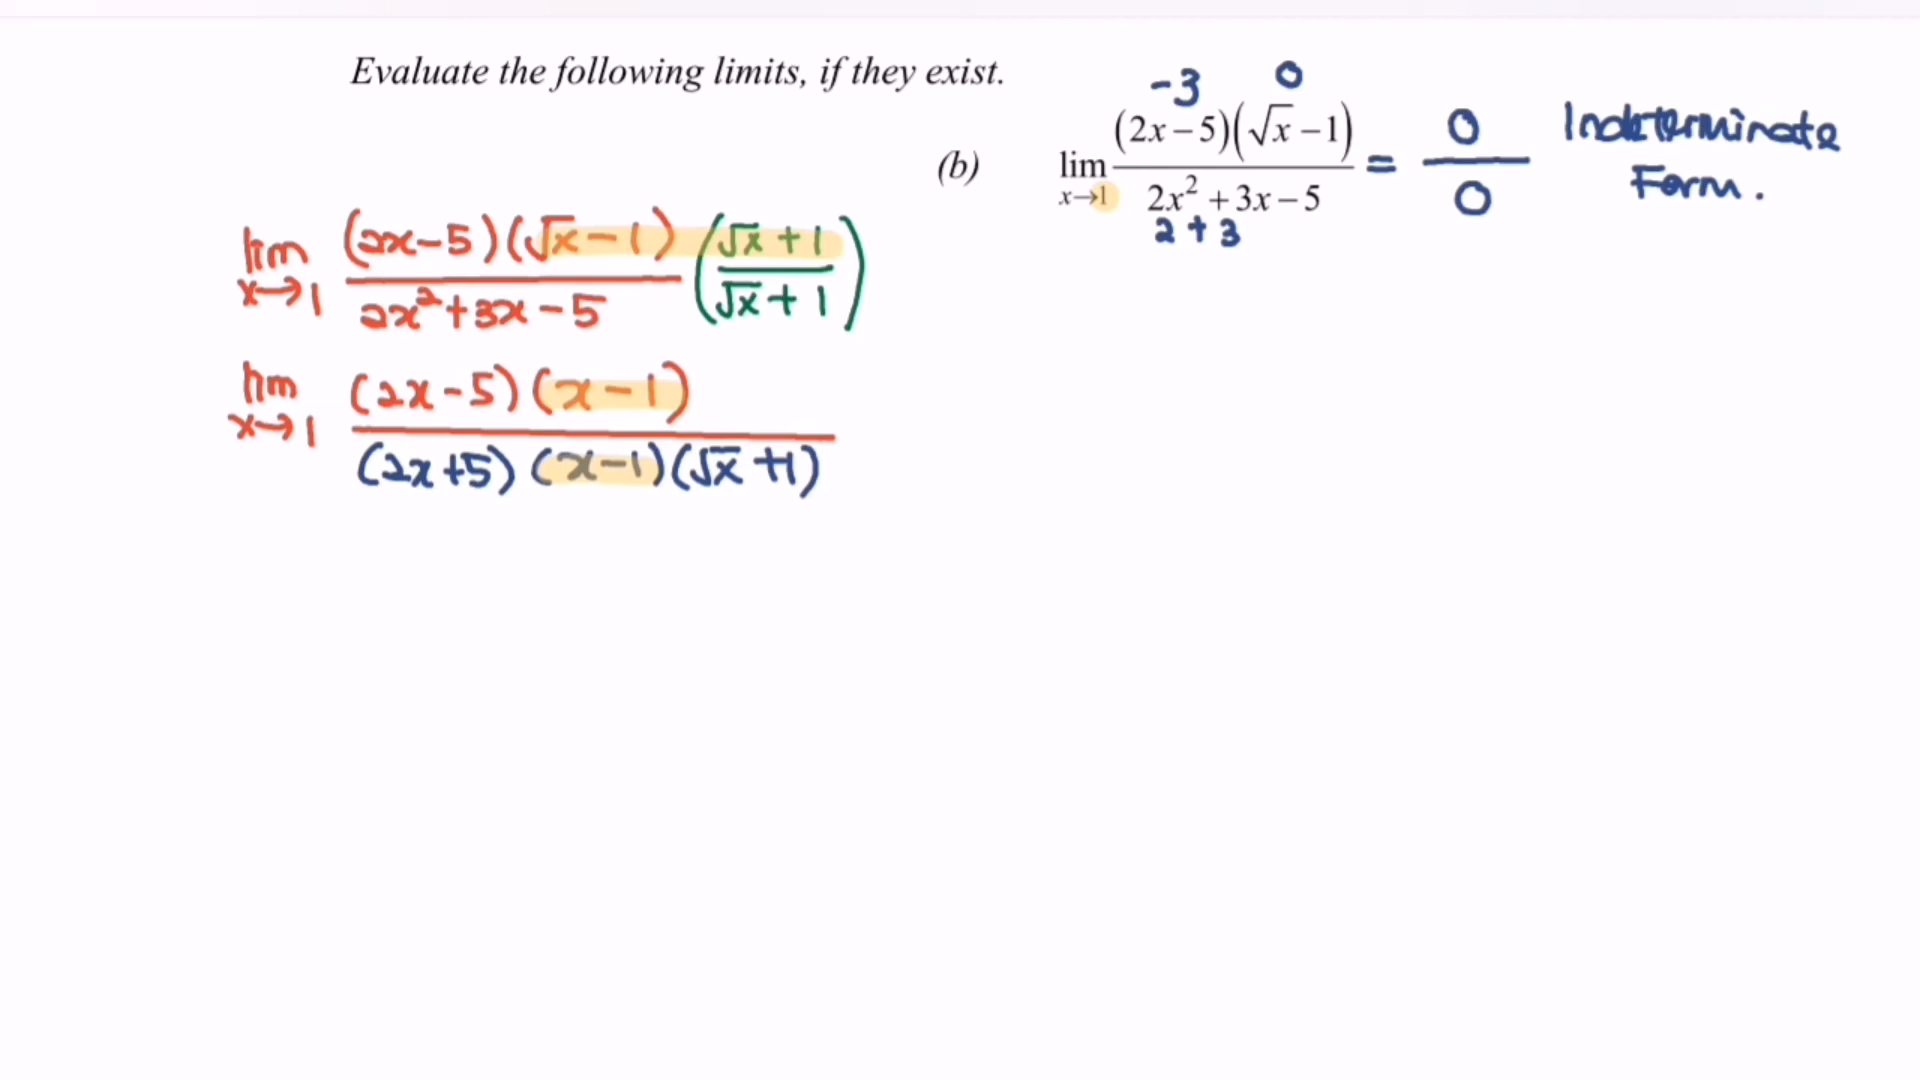 Evaluate the following limits, if they exist.
-3 0
(b) lim x→1 (2x – 5)(√x – 1) / 2x² + 3x – 5 = 0 / 0 Indeterminate Form.
2 + 3
lim x→1 (2x-5)(√x-1) / 2x²+3x-5 (√x+1 / √x+1)
lim x→1 (2x-5)(x-1) / (2x+5)(x-1)(√x+1)